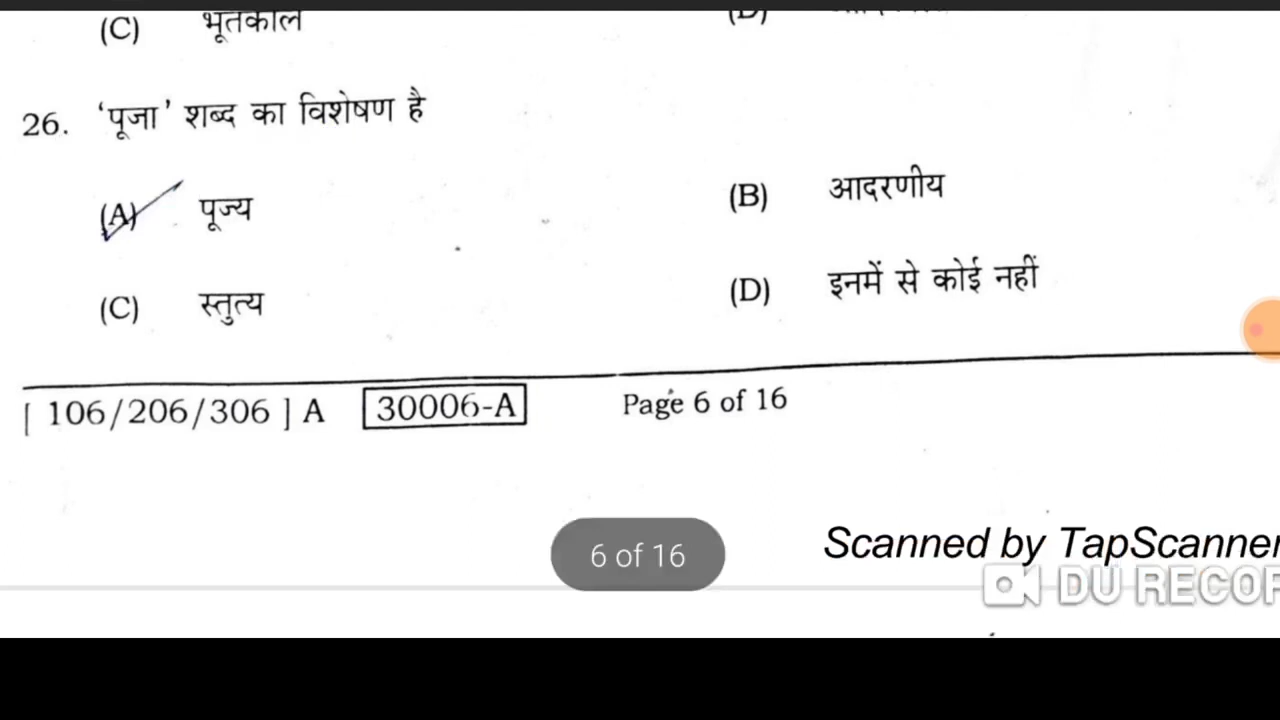 (C) भूतकाल (D)
26. ‘पूजा’ शब्द का विशेषण है
(A) पूज्य (B) आदरणीय
(C) स्तुत्य (D) इनमें से कोई नहीं
[ 106/206/306 ] A 30006-A Page 6 of 16
6 of 16
Scanned by TapScanner
DU RECOR